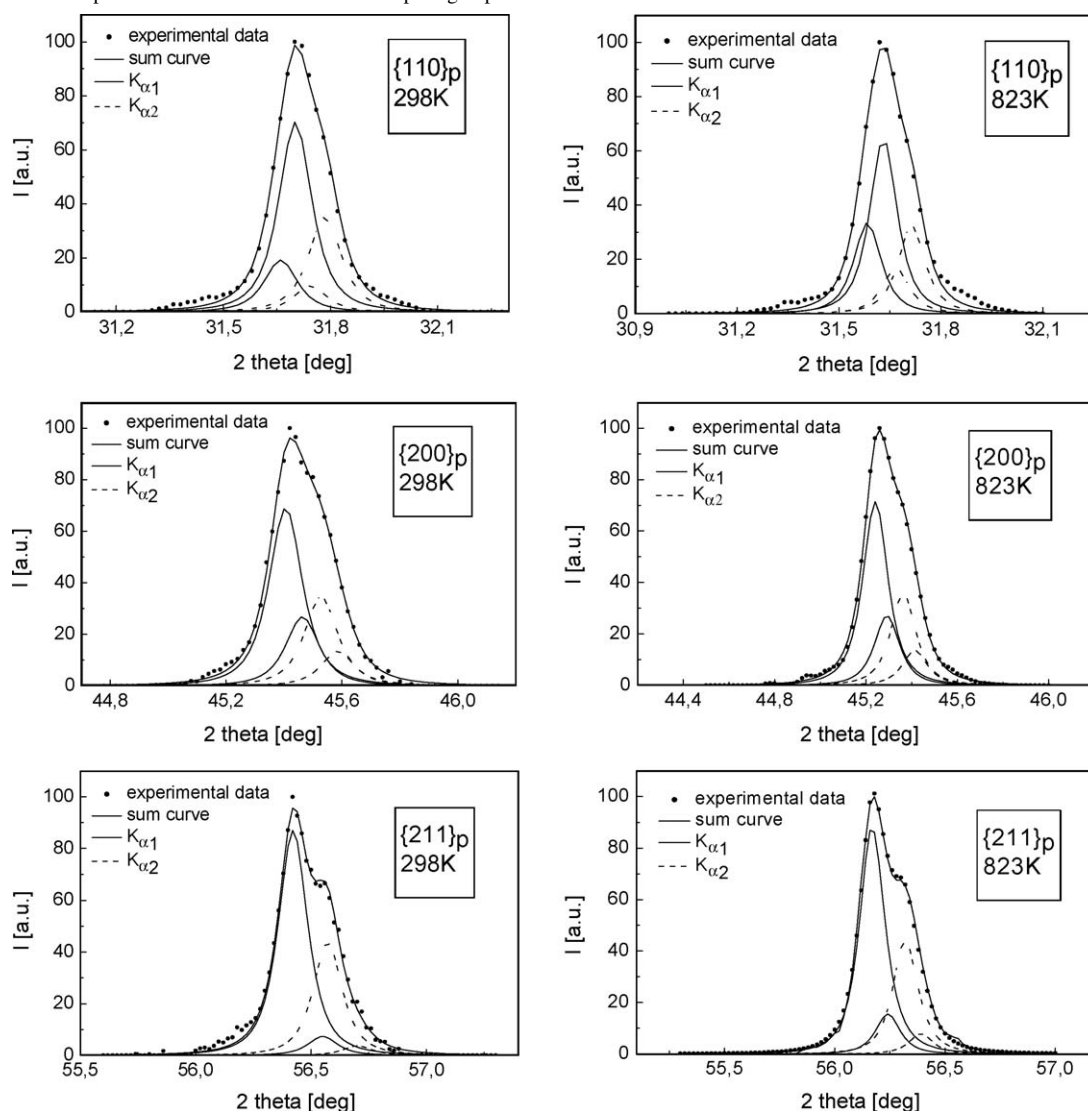 100
80
60
40
20
0
I [a.u.]
experimental data
sum curve
Kα1
Kα2
{110}p
298K
31,2 31,5 31,8 32,1
2 theta [deg]
100
80
60
40
20
0
I [a.u.]
experimental data
sum curve
Kα1
Kα2
{110}p
823K
30,9 31,2 31,5 31,8 32,1
2 theta [deg]
100
80
60
40
20
0
I [a.u.]
experimental data
sum curve
Kα1
Kα2
{200}p
298K
44,8 45,2 45,6 46,0
2 theta [deg]
100
80
60
40
20
0
I [a.u.]
experimental data
sum curve
Kα1
Kα2
{200}p
823K
44,4 44,8 45,2 45,6 46,0
2 theta [deg]
100
80
60
40
20
0
I [a.u.]
experimental data
sum curve
Kα1
Kα2
{211}p
298K
55,5 56,0 56,5 57,0
2 theta [deg]
100
80
60
40
20
0
I [a.u.]
experimental data
sum curve
Kα1
Kα2
{211}p
823K
55,5 56,0 56,5 57,0
2 theta [deg]